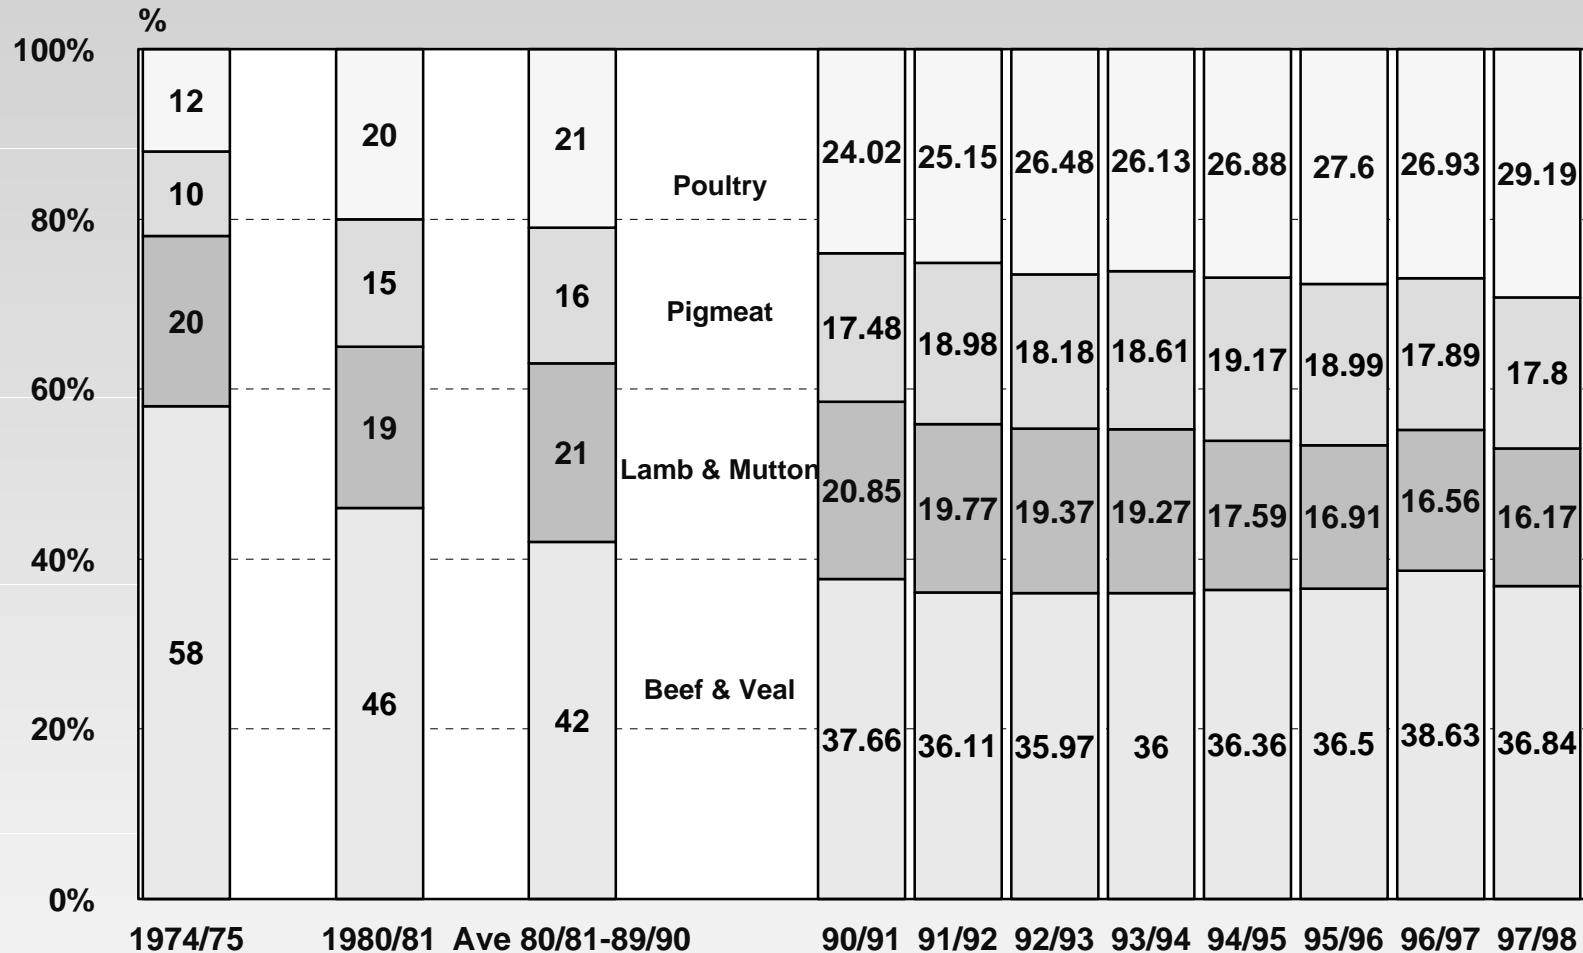 %
100%
80%
60%
40%
20%
0%
12
10
20
58
20
15
19
46
21
16
21
42
Poultry
Pigmeat
Lamb & Mutton
Beef & Veal
24.02 25.15 26.48 26.13 26.88 27.6 26.93 29.19
17.48 18.98 18.18 18.61 19.17 18.99 17.89 17.8
20.85 19.77 19.37 19.27 17.59 16.91 16.56 16.17
37.66 36.11 35.97 36 36.36 36.5 38.63 36.84
1974/75 1980/81 Ave 80/81-89/90 90/91 91/92 92/93 93/94 94/95 95/96 96/97 97/98